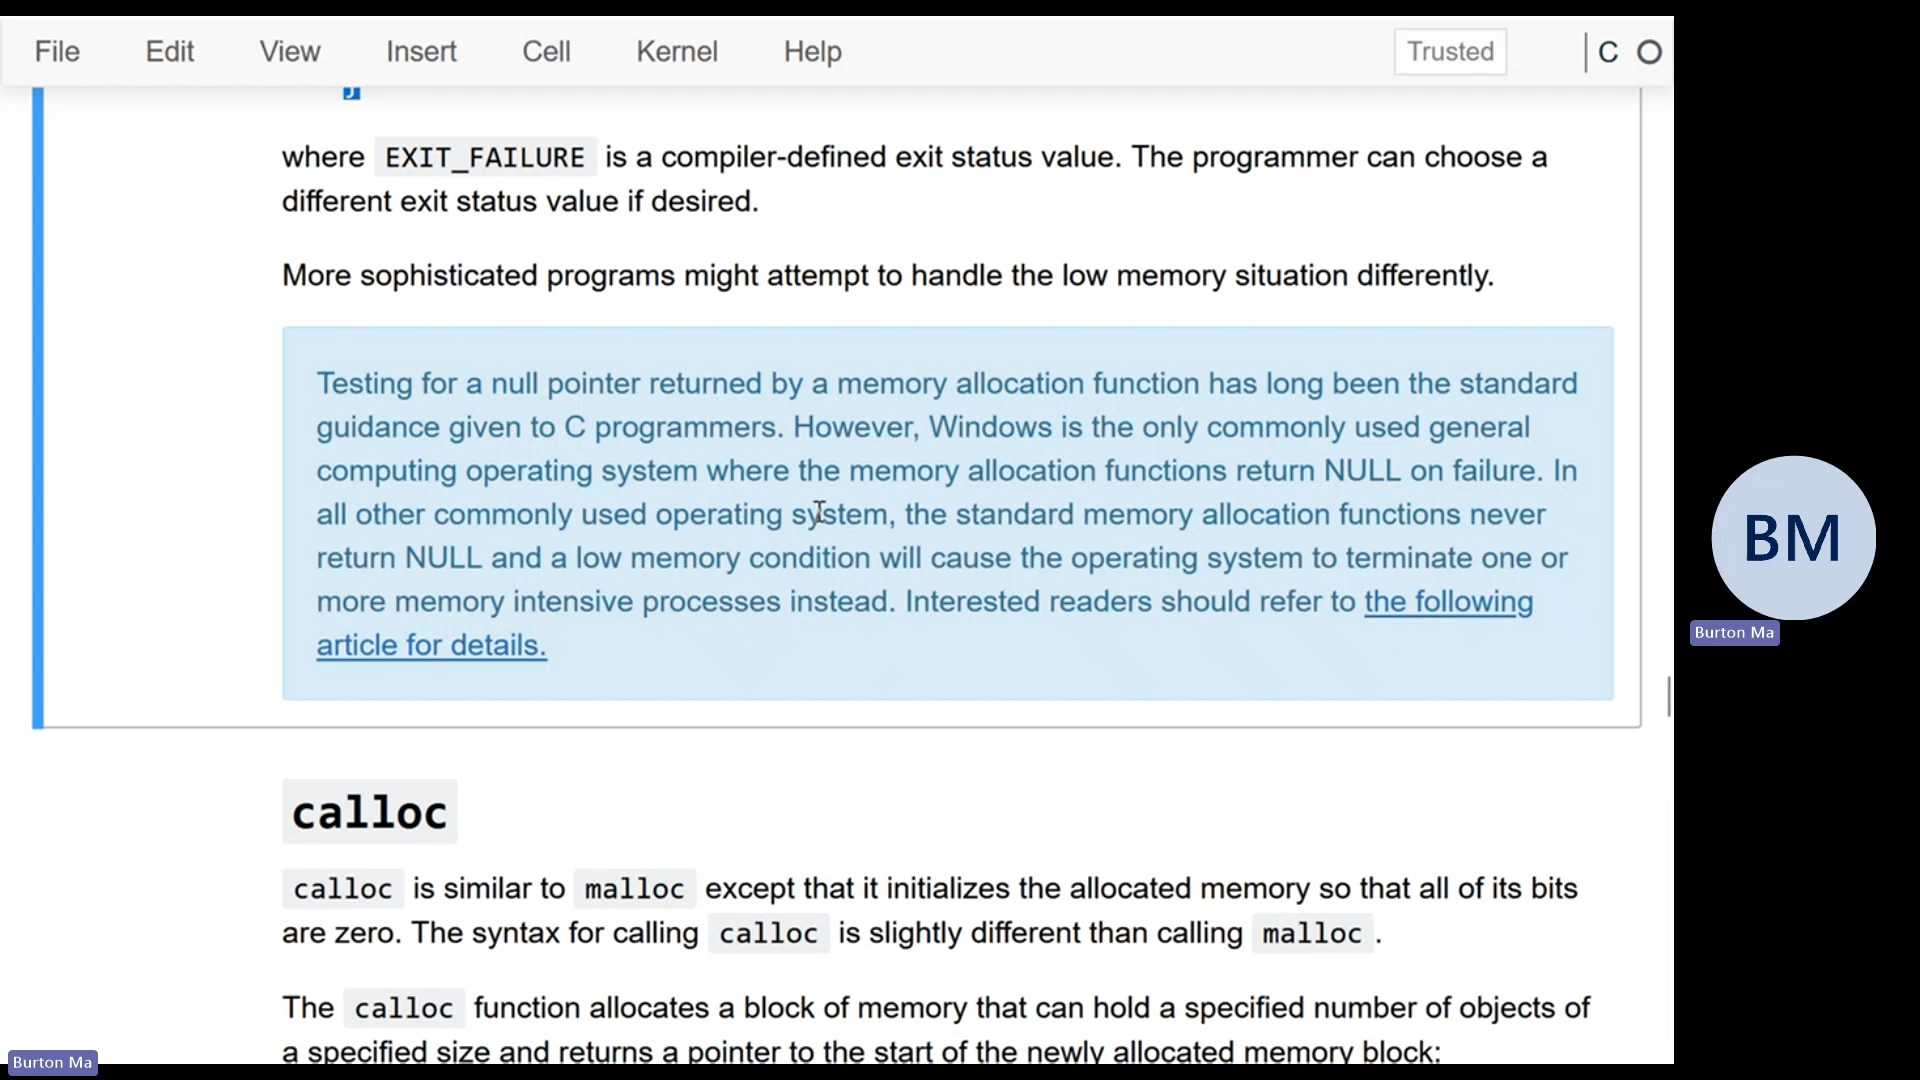 File Edit View Insert Cell Kernel Help Trusted C
where EXIT_FAILURE is a compiler-defined exit status value. The programmer can choose a
different exit status value if desired.
More sophisticated programs might attempt to handle the low memory situation differently.
Testing for a null pointer returned by a memory allocation function has long been the standard
guidance given to C programmers. However, Windows is the only commonly used general
computing operating system where the memory allocation functions return NULL on failure. In
all other commonly used operating system, the standard memory allocation functions never
return NULL and a low memory condition will cause the operating system to terminate one or
more memory intensive processes instead. Interested readers should refer to the following
article for details.
calloc
calloc is similar to malloc except that it initializes the allocated memory so that all of its bits
are zero. The syntax for calling calloc is slightly different than calling malloc .
The calloc function allocates a block of memory that can hold a specified number of objects of
a specified size and returns a pointer to the start of the newly allocated memory block:
BM
Burton Ma
Burton Ma